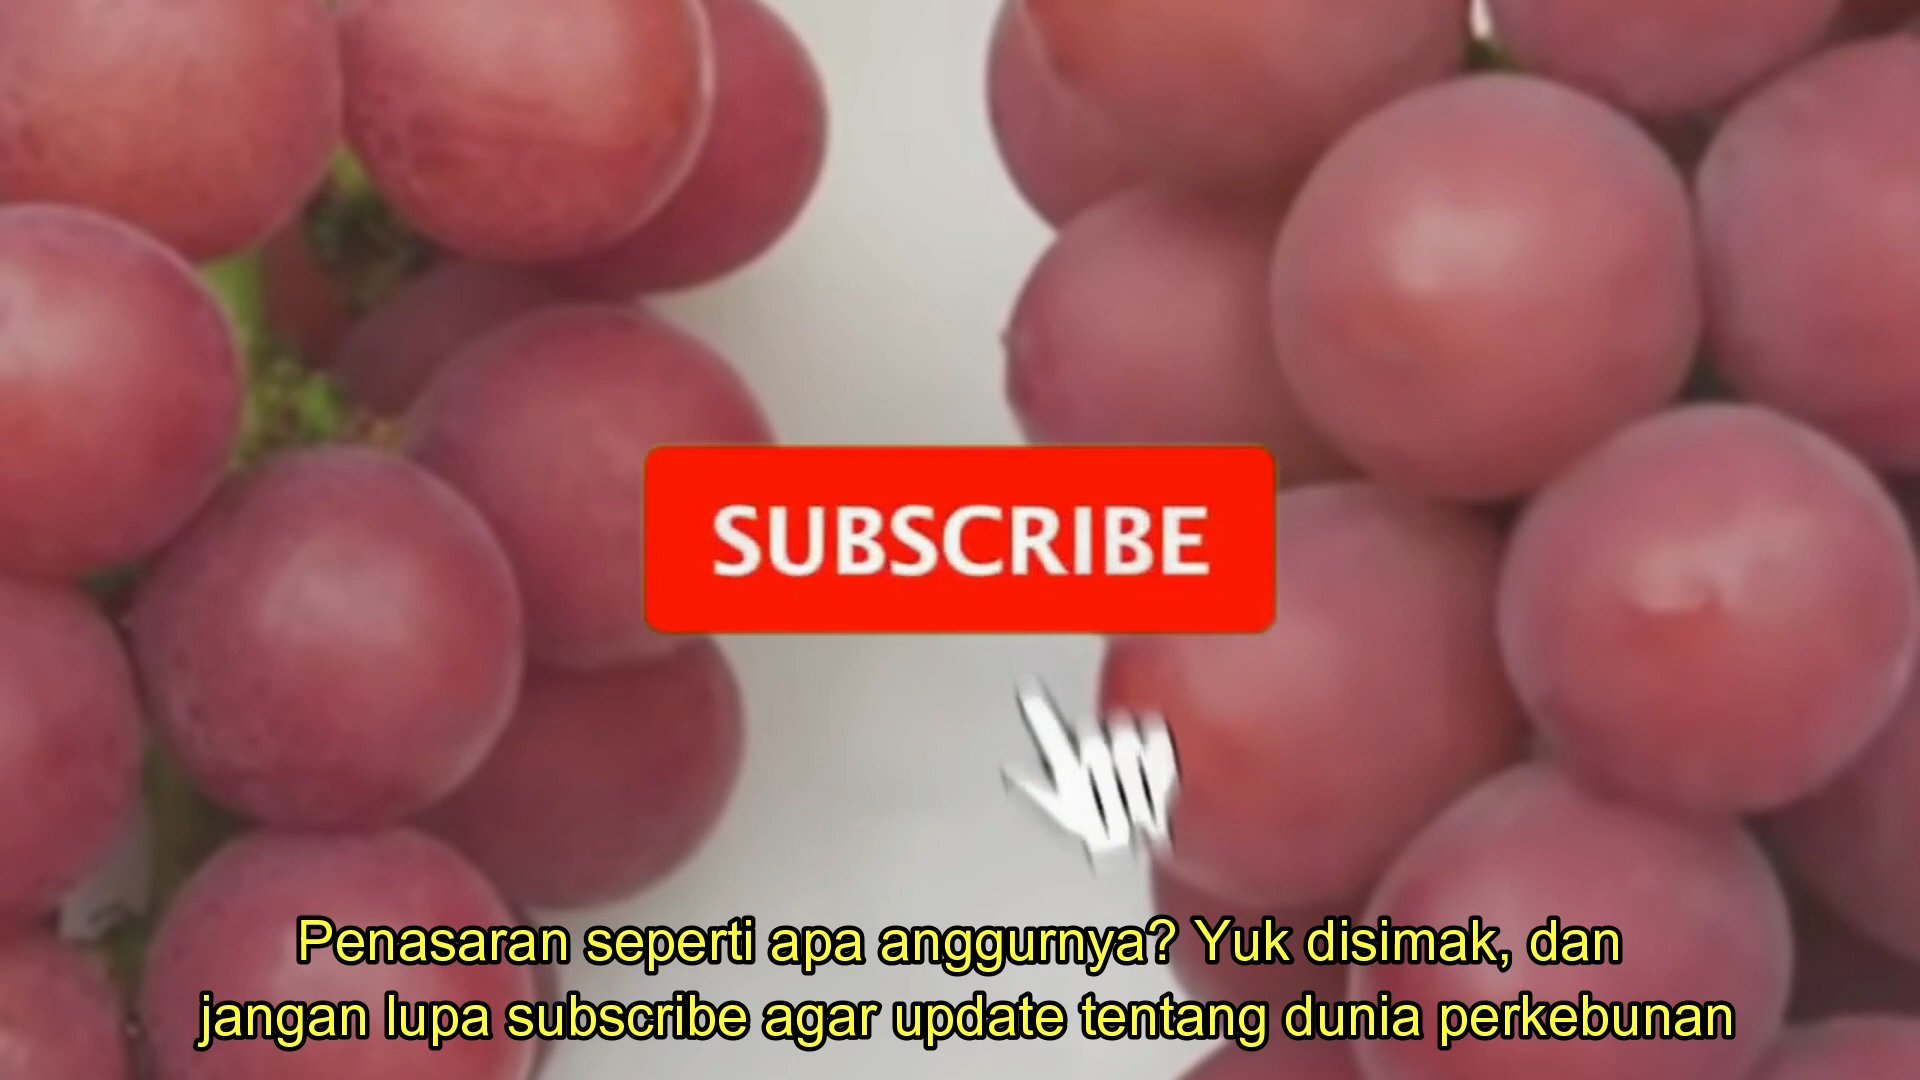 SUBSCRIBE
Penasaran seperti apa anggurnya? Yuk disimak, dan
jangan lupa subscribe agar update tentang dunia perkebunan